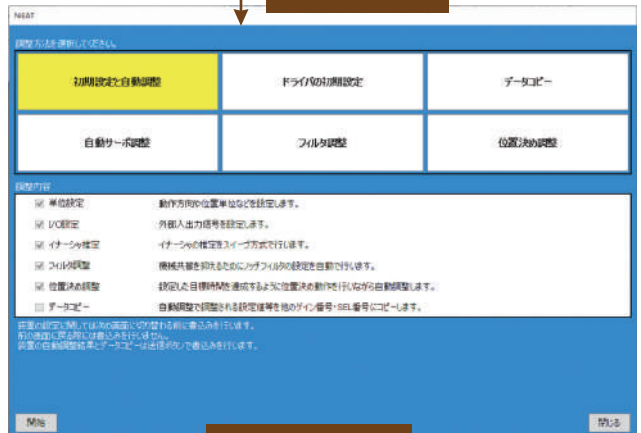 NEAT
調整方法を選択してください。
初期設定と自動調整
ドライバの初期設定
データコピー
自動サーボ調整
フィルタ調整
位置決め調整
調整内容
単位設定 動作方向や位置単位などを設定します。
I/O設定 外部入出力信号を設定します。
イナーシャ推定 イナーシャの推定をスイープ方式で行います。
フィルタ調整 機械共振を抑えるためにノッチフィルタの設定を自動で行います。
位置決め調整 設定した目標時間を達成するように位置決め動作を行いながら自動調整します。
データコピー 自動調整で調整される設定値等を他のゲイン番号・SEL番号にコピーします。
装置の設定に関しては次の画面に切り替わる前に書込みを行います。
前の画面に戻る際には書込みを行いません。
装置の自動調整結果とデータコピーは送信ボタンで書込みを行います。
開始
閉じる